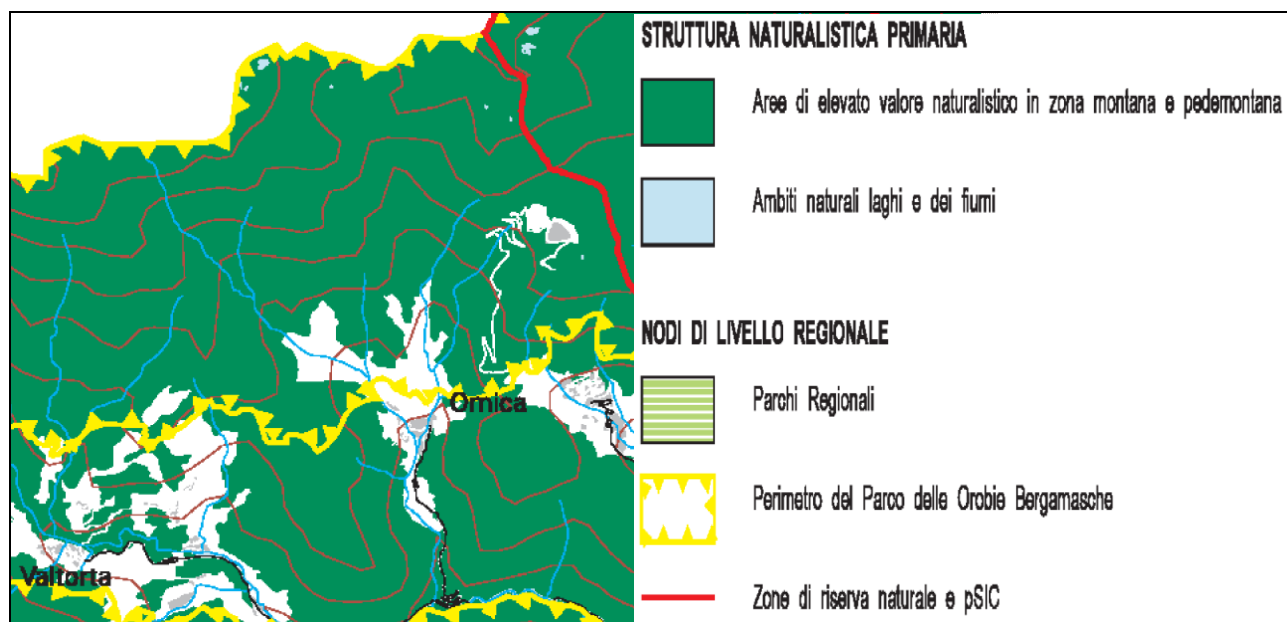 STRUTTURA NATURALISTICA PRIMARIA
Aree di elevato valore naturalistico in zona montana e pedemontana
Ambiti naturali laghi e dei fiumi
NODI DI LIVELLO REGIONALE
Parchi Regionali
Perimetro del Parco delle Orobie Bergamasche
Zone di riserva naturale e pSIC
Ornica
Valtorta